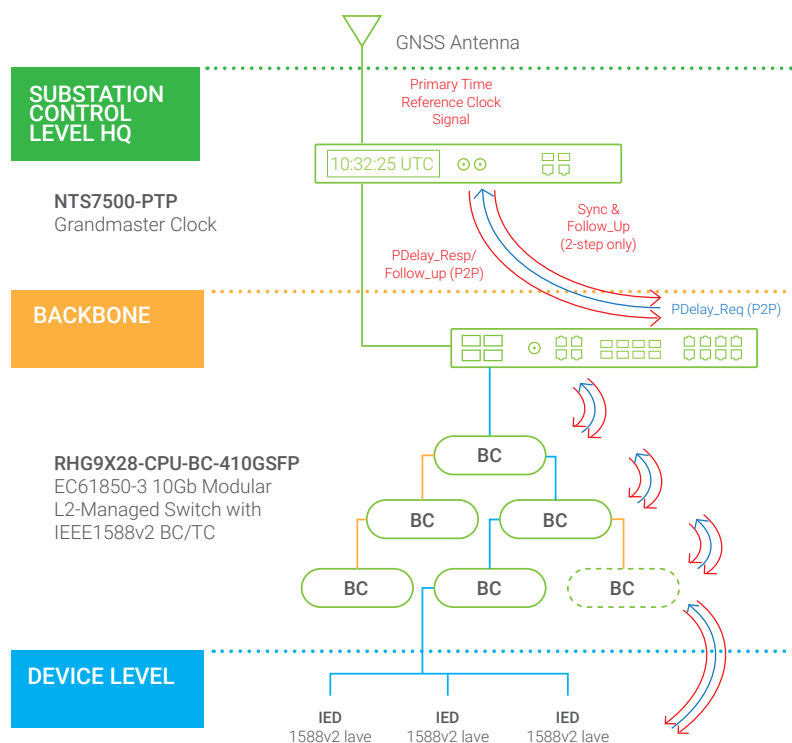 GNSS Antenna
SUBSTATION
CONTROL
LEVEL HQ
Primary Time
Reference Clock
Signal
10:32:25 UTC
NTS7500-PTP
Grandmaster Clock
Sync &
Follow_Up
(2-step only)
PDelay_Resp/
Follow_up (P2P)
PDelay_Req (P2P)
BACKBONE
RHG9X28-CPU-BC-410GSFP
EC61850-3 10Gb Modular
L2-Managed Switch with
IEEE1588v2 BC/TC
BC
BC
BC
BC
BC
BC
DEVICE LEVEL
IED
1588v2 lave
IED
1588v2 lave
IED
1588v2 lave